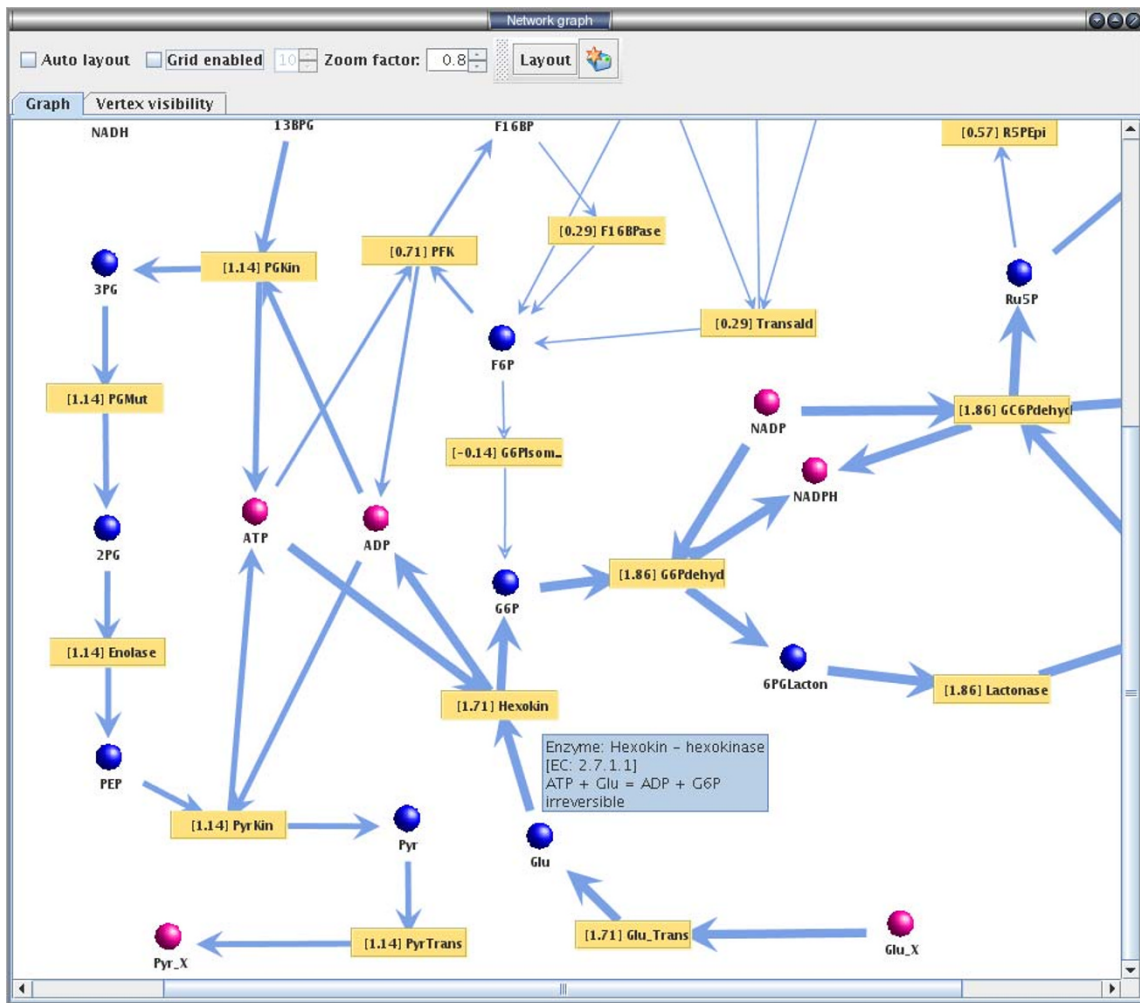 Network graph
Auto layout Grid enabled 10 Zoom factor: 0.8 Layout
Graph Vertex visibility
NADH 13BPG F16BP [0.57] R5PEpi
[0.29] F16BPase
[0.71] PFK
[1.14] PGKin
3PG Ru5P
[0.29] Transald
F6P
[1.14] PGMut
[1.86] GC6Pdehyd
NADP
[-0.14] G6PIsom...
NADPH
ATP ADP
2PG
[1.86] G6Pdehyd
G6P
[1.14] Enolase
6PGLacton [1.86] Lactonase
[1.71] Hexokin
Enzyme: Hexokin - hexokinase
[EC: 2.7.1.1]
ATP + Glu = ADP + G6P
irreversible
PEP
[1.14] PyrKin
Pyr Glu
[1.71] Glu_Trans
[1.14] PyrTrans
Glu_X
Pyr_X